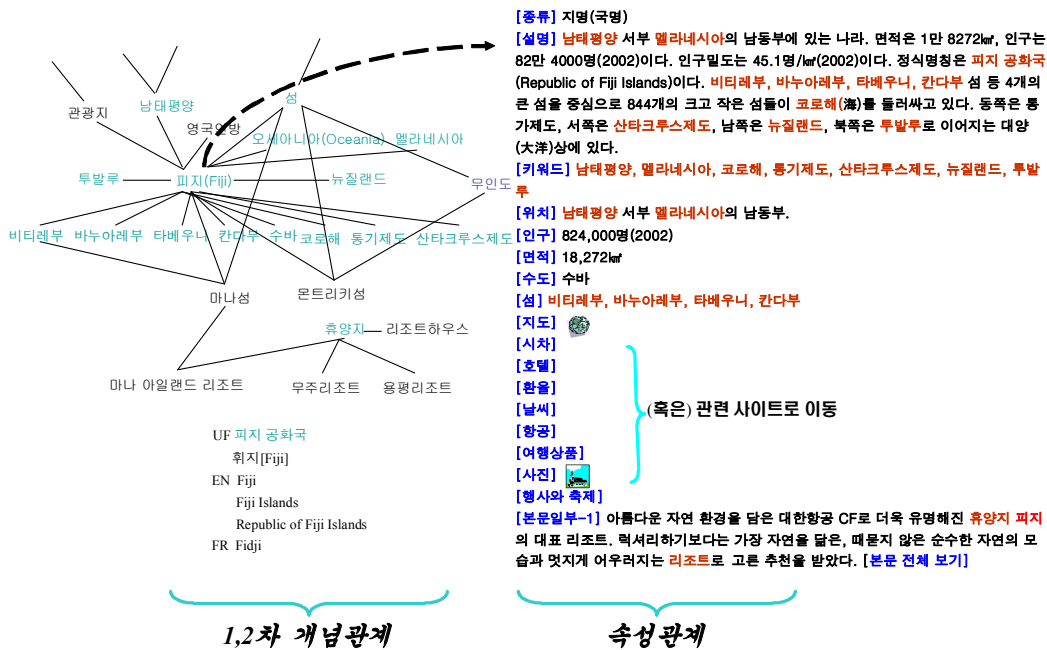 관광지
남태평양
섬
영국연방
오세아니아(Oceania)
멜라네시아
투발루
피지(Fiji)
뉴질랜드
무인도
비티레부
바누아레부
타베우니
칸다부
수바
코로해
통기제도
산타크루스제도
마나섬
몬트리키섬
휴양지
리조트하우스
마나 아일랜드 리조트
무주리조트
용평리조트
UF 피지 공화국
휘지[Fiji]
EN Fiji
Fiji Islands
Republic of Fiji Islands
FR Fidji
1,2차 개념관계
[종류] 지명(국명)
[설명] 남태평양 서부 멜라네시아의 남동부에 있는 나라. 면적은 1만 8272㎢, 인구는
82만 4000명(2002)이다. 인구밀도는 45.1명/㎢(2002)이다. 정식명칭은 피지 공화국
(Republic of Fiji Islands)이다. 비티레부, 바누아레부, 타베우니, 칸다부 섬 등 4개의
큰 섬을 중심으로 844개의 크고 작은 섬들이 코로해(海)를 둘러싸고 있다. 동쪽은 통
가제도, 서쪽은 산타크루스제도, 남쪽은 뉴질랜드, 북쪽은 투발루로 이어지는 대양
(大洋)상에 있다.
[키워드] 남태평양, 멜라네시아, 코로해, 통기제도, 산타크루스제도, 뉴질랜드, 투발
루
[위치] 남태평양 서부 멜라네시아의 남동부.
[인구] 824,000명(2002)
[면적] 18,272㎢
[수도] 수바
[섬] 비티레부, 바누아레부, 타베우니, 칸다부
[지도]
[시차]
[호텔]
[환율]
[날씨]
[항공]
[여행상품]
[사진]
(혹은) 관련 사이트로 이동
[행사와 축제]
[본문일부-1] 아름다운 자연 환경을 담은 대한항공 CF로 더욱 유명해진 휴양지 피지
의 대표 리조트. 럭셔리하기보다는 가장 자연을 닮은, 때묻지 않은 순수한 자연의 모
습과 멋지게 어우러지는 리조트로 고른 추천을 받았다. [본문 전체 보기]
속성관계